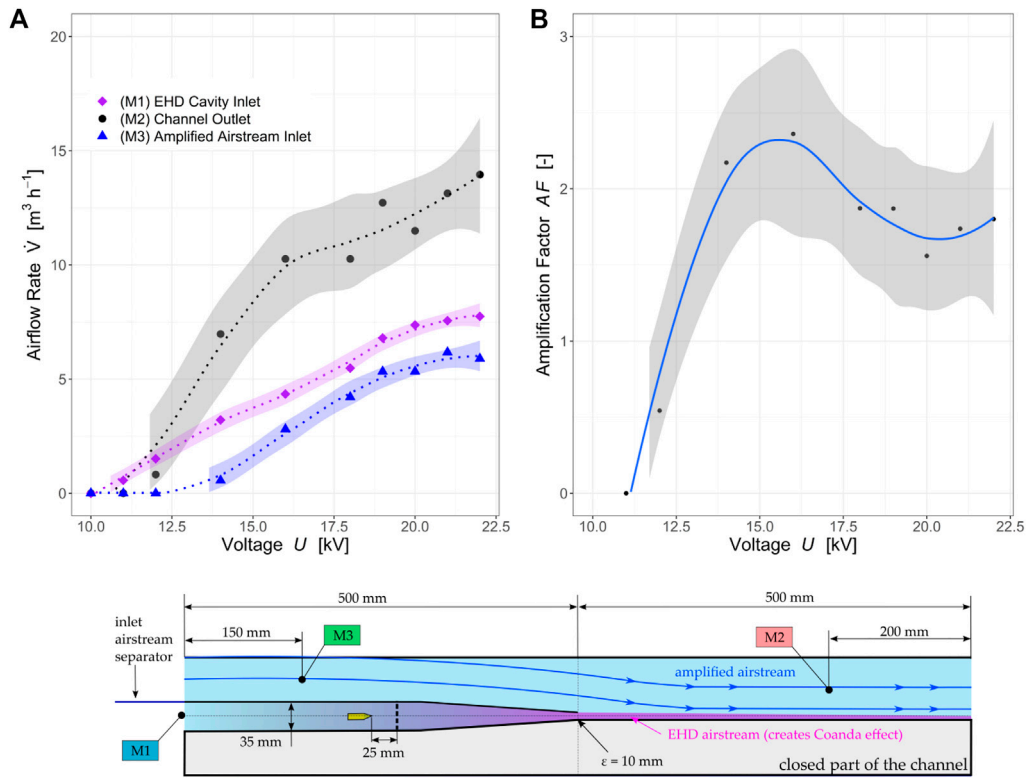 A
20
15
10
5
0
Airflow Rate V̇ [m³ h⁻¹]
(M1) EHD Cavity Inlet
(M2) Channel Outlet
(M3) Amplified Airstream Inlet
10.0 12.5 15.0 17.5 20.0 22.5
Voltage U [kV]
B
3
2
1
0
Amplification Factor AF [-]
10.0 12.5 15.0 17.5 20.0 22.5
Voltage U [kV]
500 mm 500 mm
inlet
airstream
separator
150 mm
M3
M2
200 mm
amplified airstream
M1
35 mm
25 mm
EHD airstream (creates Coanda effect)
ε = 10 mm
closed part of the channel